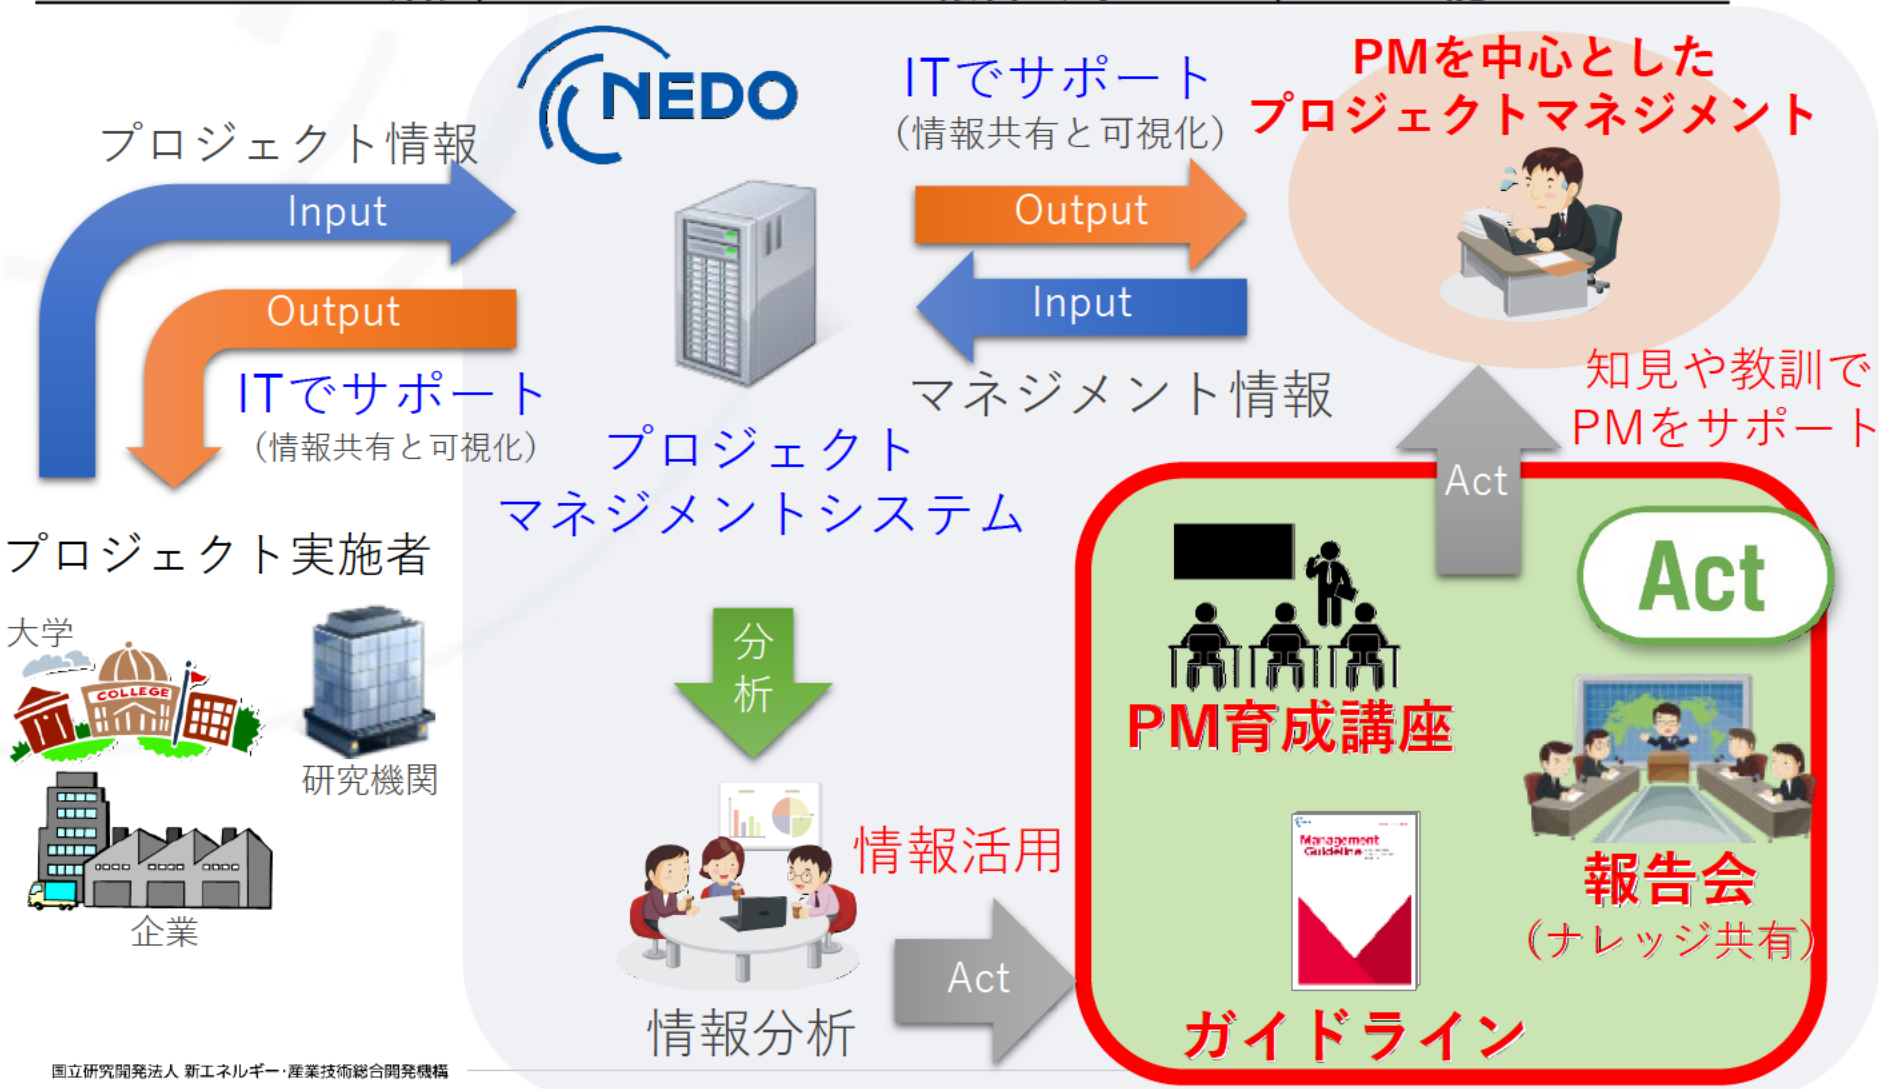 NEDO
ITでサポート
（情報共有と可視化）
PMを中心とした
プロジェクトマネジメント
プロジェクト情報
Input
Output
Output
Input
ITでサポート
（情報共有と可視化）
マネジメント情報
知見や教訓で
PMをサポート
プロジェクト
マネジメントシステム
Act
プロジェクト実施者
Act
大学
COLLEGE
研究機関
企業
分
析
PM育成講座
情報活用
Management
Guideline
報告会
（ナレッジ共有）
Act
情報分析
ガイドライン
国立研究開発法人 新エネルギー・産業技術総合開発機構